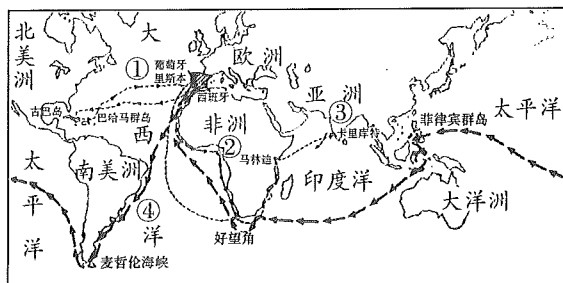 北美洲
大
西
洋
欧洲
亚洲
非洲
南美洲
大洋洲
太平洋
太平洋
印度洋
葡萄牙
里斯本
西班牙
古巴岛
巴哈马群岛
马林迪
卡里库特
菲律宾群岛
好望角
麦哲伦海峡
①
②
③
④